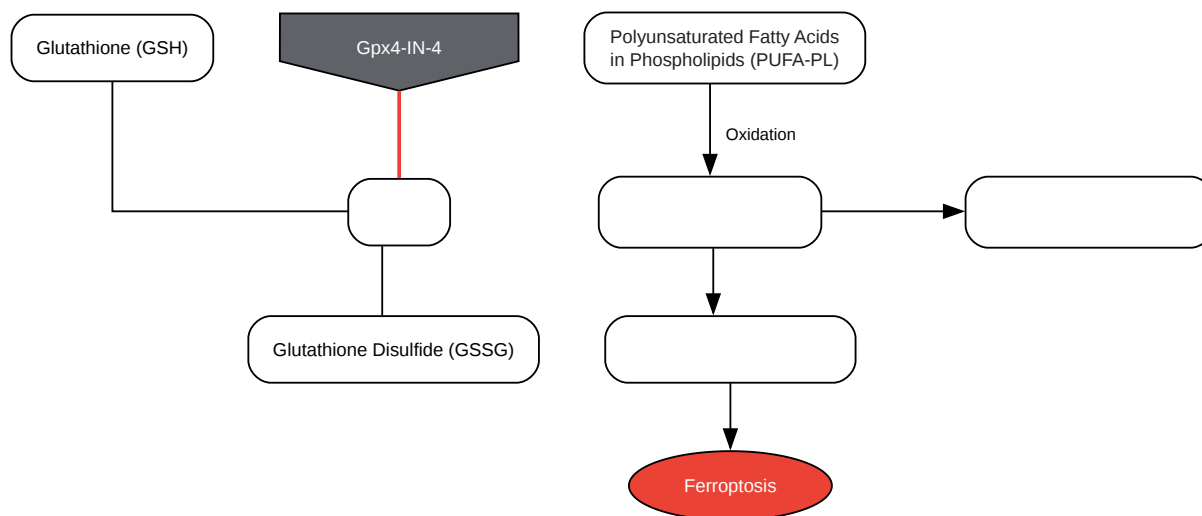 Glutathione (GSH)
Gpx4-IN-4
Polyunsaturated Fatty Acids
in Phospholipids (PUFA-PL)
Oxidation
Glutathione Disulfide (GSSG)
Ferroptosis